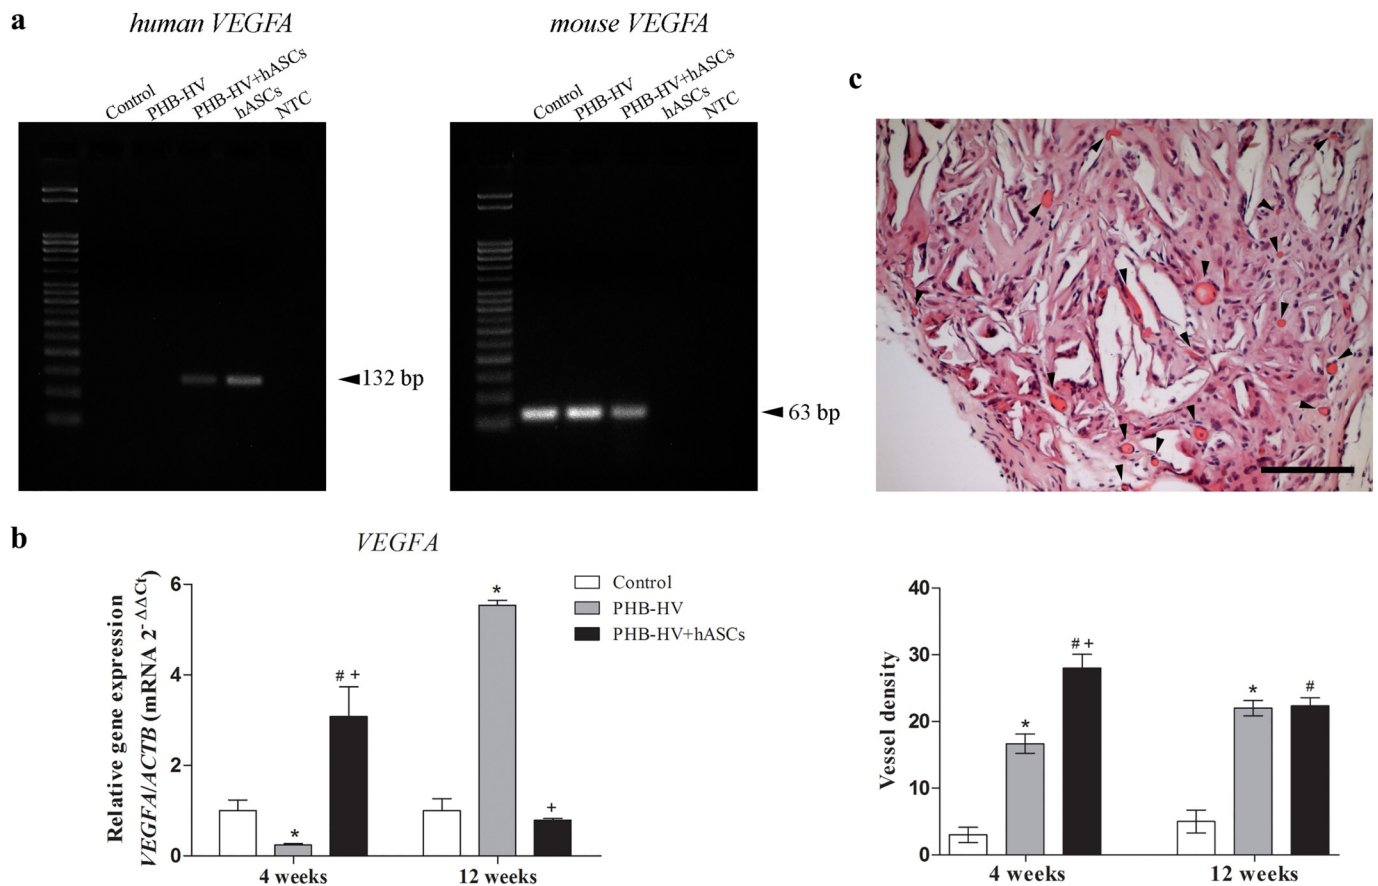 a
human VEGFA
mouse VEGFA
Control
PHB-HV
PHB-HV+hASCs
hASCs
NTC
Control
PHB-HV
PHB-HV+hASCs
hASCs
NTC
132 bp
63 bp
c
b
VEGFA
Relative gene expression
VEGFA/ACTB (mRNA 2^-ΔΔCt)
6
4
2
0
*
# +
*
+
4 weeks
12 weeks
Control
PHB-HV
PHB-HV+hASCs
Vessel density
40
30
20
10
0
*
# +
*
#
4 weeks
12 weeks